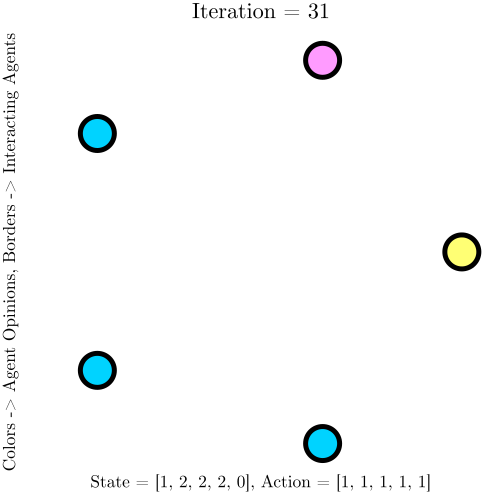 Iteration = 31
Colors -> Agent Opinions, Borders -> Interacting Agents
State = [1, 2, 2, 2, 0], Action = [1, 1, 1, 1, 1]